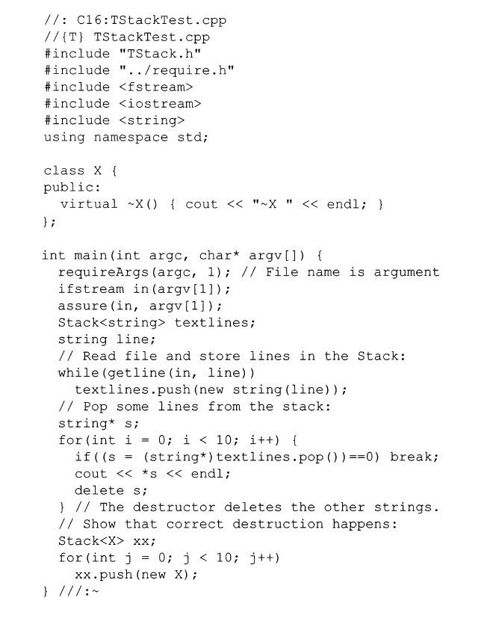 //: C16:TStackTest.cpp
//{T} TStackTest.cpp
#include "TStack.h"
#include "../require.h"
#include <fstream>
#include <iostream>
#include <string>
using namespace std;

class X {
public:
  virtual ~X() { cout << "~X " << endl; }
};

int main(int argc, char* argv[]) {
  requireArgs(argc, 1); // File name is argument
  ifstream in(argv[1]);
  assure(in, argv[1]);
  Stack<string> textlines;
  string line;
  // Read file and store lines in the Stack:
  while(getline(in, line))
    textlines.push(new string(line));
  // Pop some lines from the stack:
  string* s;
  for(int i = 0; i < 10; i++) {
    if((s = (string*)textlines.pop())==0) break;
    cout << *s << endl;
    delete s;
  } // The destructor deletes the other strings.
  // Show that correct destruction happens:
  Stack<X> xx;
  for(int j = 0; j < 10; j++)
    xx.push(new X);
} ///:~